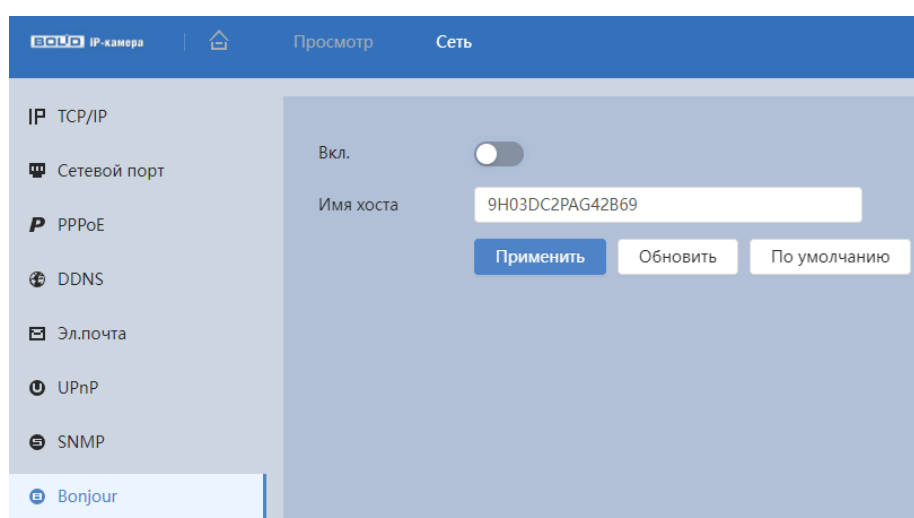 BOLID IP-камера
Просмотр
Сеть
TCP/IP
Сетевой порт
PPPoE
DDNS
Эл.почта
UPnP
SNMP
Bonjour
Вкл.
Имя хоста
9H03DC2PAG42B69
Применить
Обновить
По умолчанию